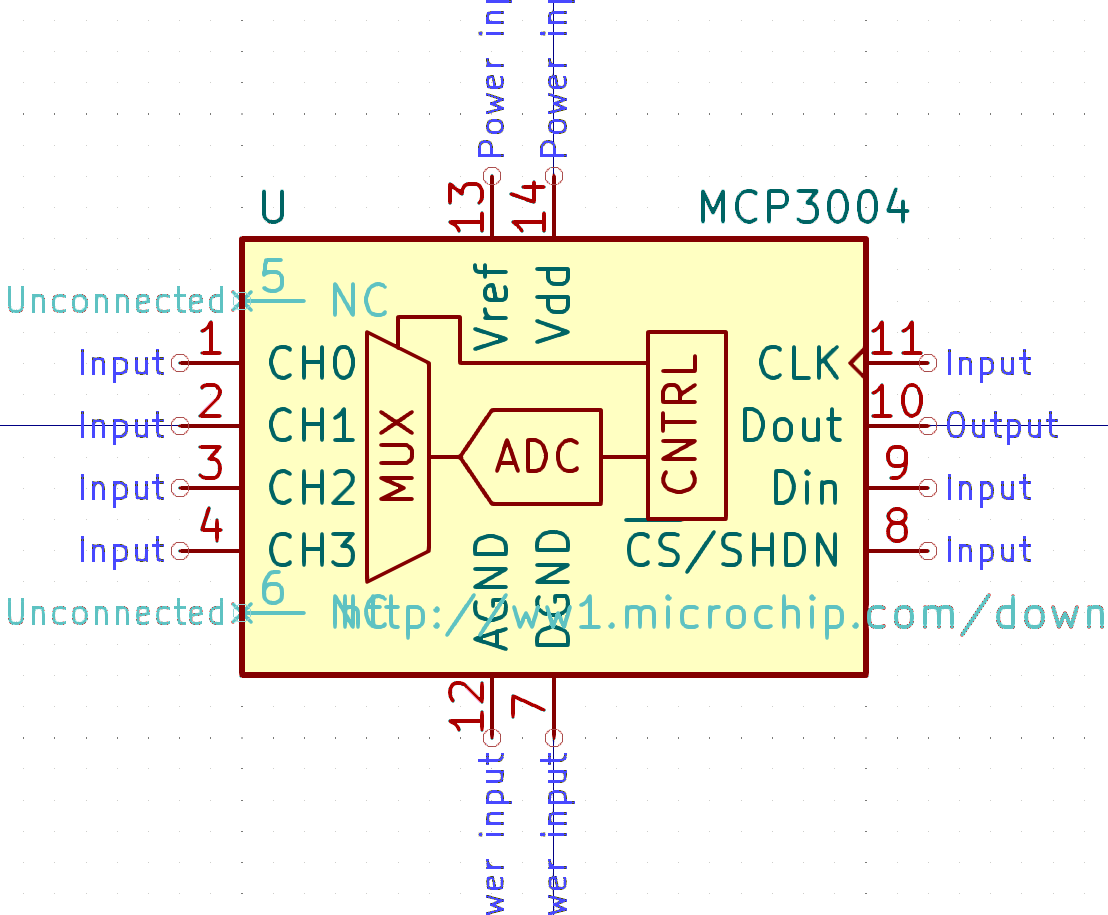 Power in
Power in
13
14
U
MCP3004
5
Unconnected
NC
Vref
Vdd
1
Input
CH0
CLK
11
Input
2
Input
CH1
MUX
ADC
CNTRL
Dout
10
Output
3
Input
CH2
Din
9
Input
4
Input
CH3
CS/SHDN
8
Input
6
Unconnected
NC
http://ww1.microchip.com/down
AGND
DGND
12
7
wer input
wer input